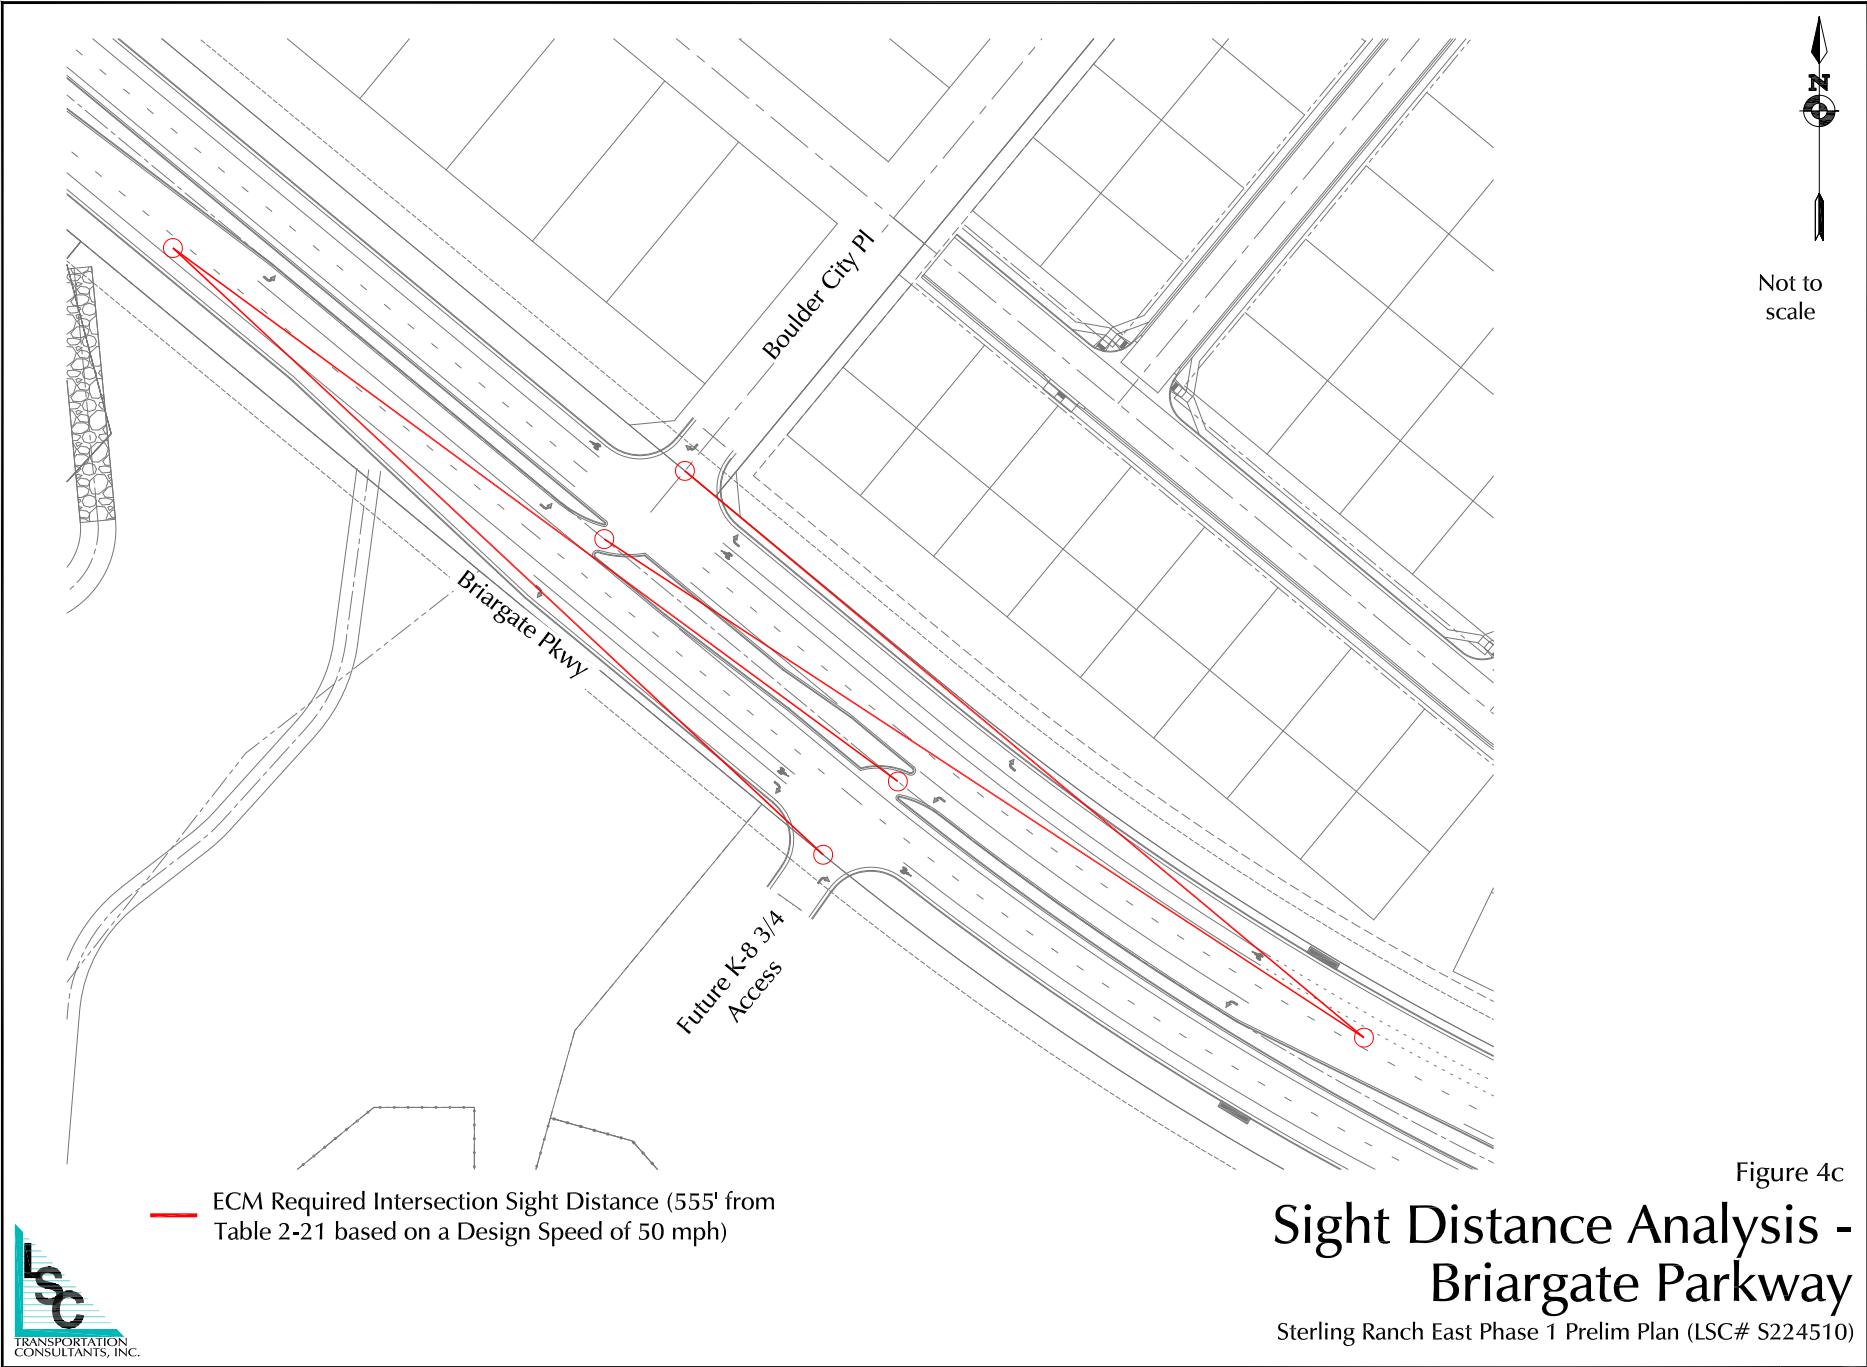 N
Not to
scale
Boulder City Pl
Briargate Pkwy
Future K-8 3/4
Access
ECM Required Intersection Sight Distance (555' from
Table 2-21 based on a Design Speed of 50 mph)
Figure 4c
Sight Distance Analysis -
Briargate Parkway
Sterling Ranch East Phase 1 Prelim Plan (LSC# S224510)
LSC
TRANSPORTATION
CONSULTANTS, INC.